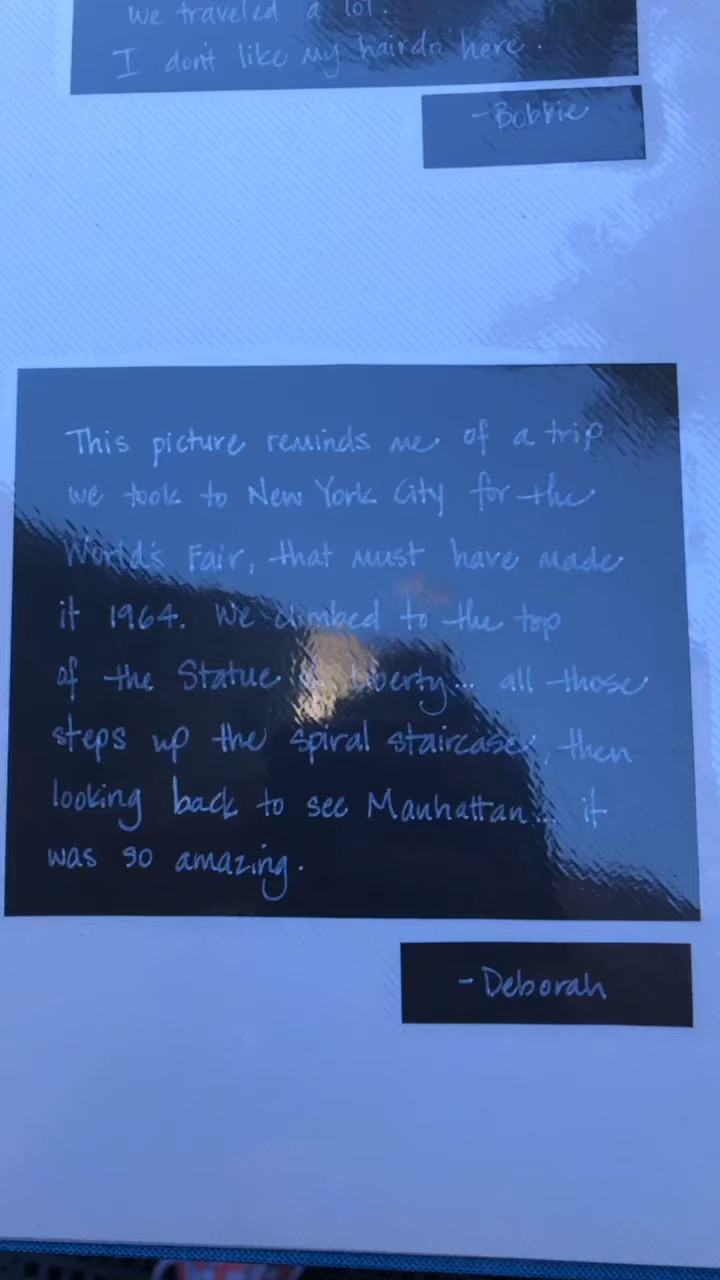 we traveled a lot.
I don't like my hairdo here.
-Bobbie
This picture reminds me of a trip
we took to New York City for the
World's Fair, that must have made
it 1964. We climbed to the top
of the Statue of Liberty... all those
steps up the spiral staircase, then
looking back to see Manhattan... it
was so amazing.
-Deborah